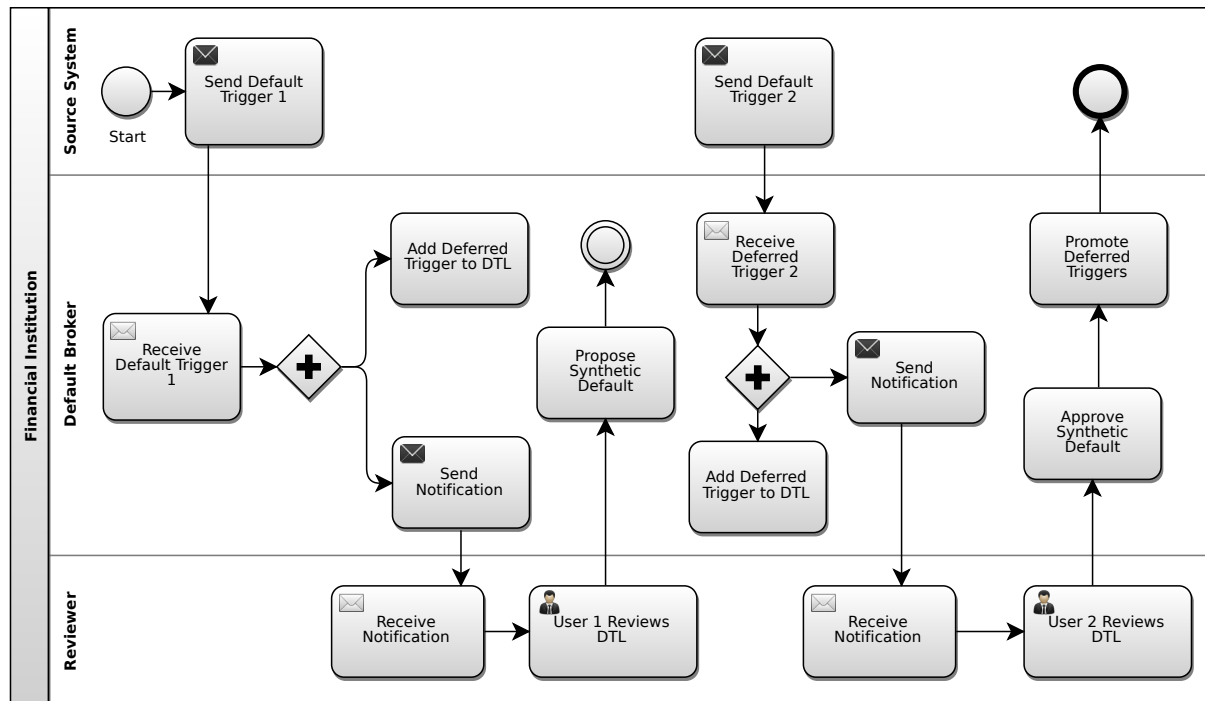 Financial Institution
Source System
Start
Send Default
Trigger 1
Send Default
Trigger 2
Default Broker
Receive
Default Trigger
1
Add Deferred
Trigger to DTL
Send
Notification
Propose
Synthetic
Default
Receive
Deferred
Trigger 2
Add Deferred
Trigger to DTL
Send
Notification
Promote
Deferred
Triggers
Approve
Synthetic
Default
Reviewer
Receive
Notification
User 1 Reviews
DTL
Receive
Notification
User 2 Reviews
DTL